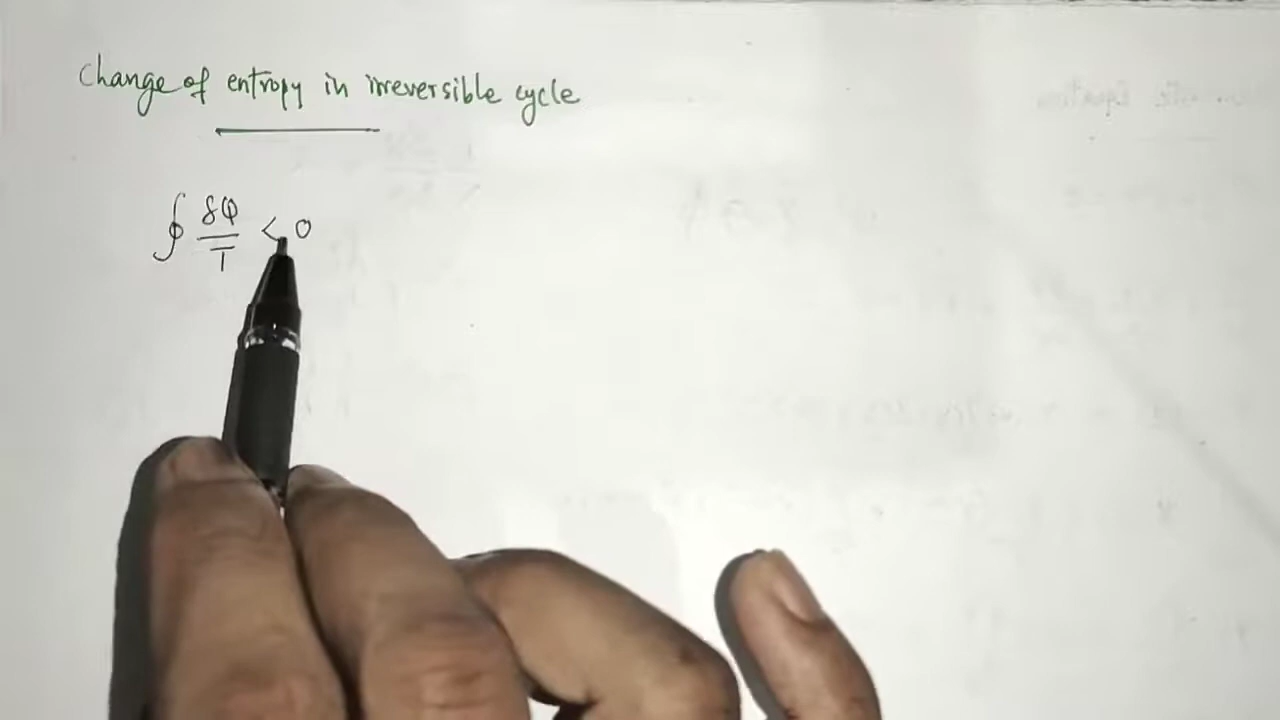 Change of entropy in irreversible cycle
∮ δQ/T < 0